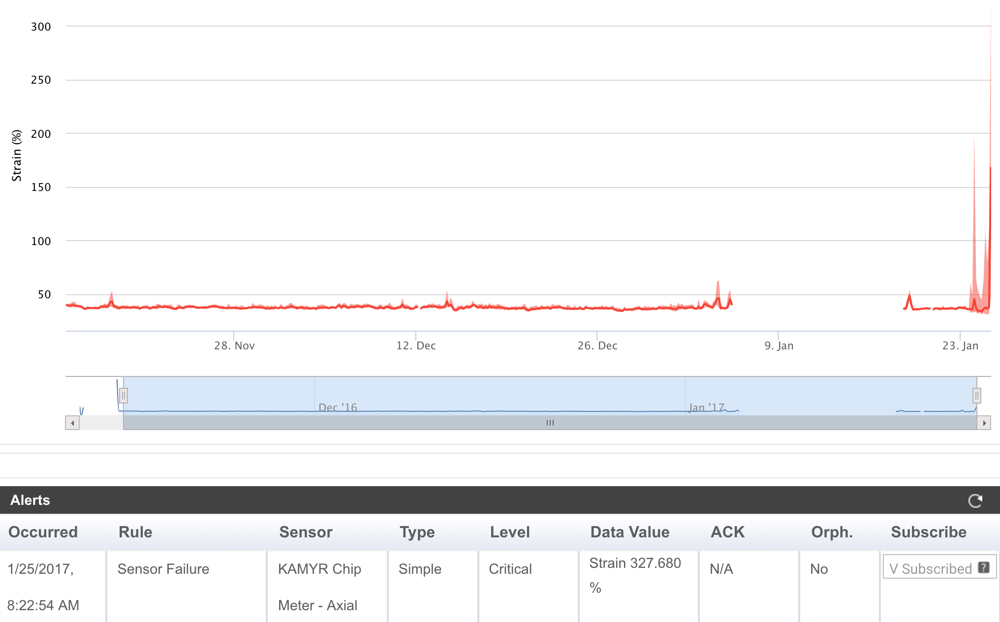 300
250
200
150
100
50
Strain (%)
28. Nov 12. Dec 26. Dec 9. Jan 23. Jan
Dec '16 Jan '17
Alerts
Occurred Rule Sensor Type Level Data Value ACK Orph. Subscribe
1/25/2017, Sensor Failure KAMYR Chip Simple Critical Strain 327.680 N/A No V Subscribed ?
%
8:22:54 AM Meter - Axial